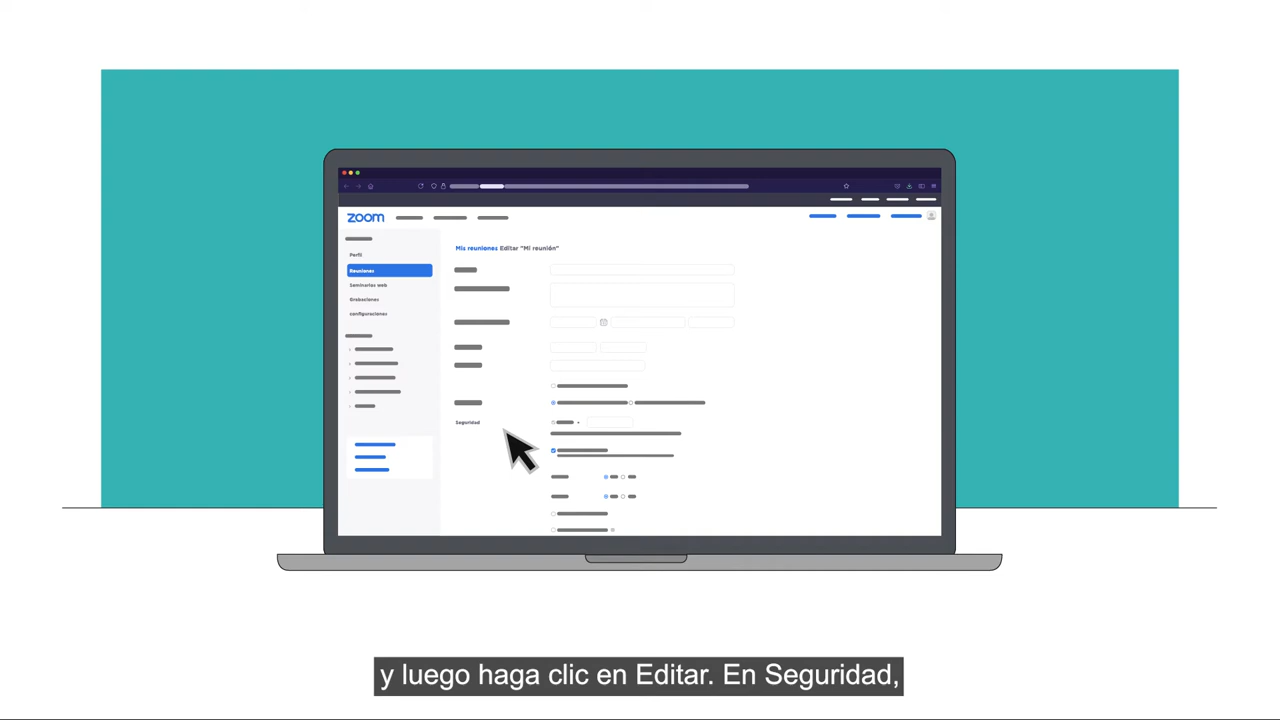 zoom
Perfil
Reuniones
Seminarios web
Grabaciones
configuraciones
Mis reuniones Editar "Mi reunión"
Seguridad
y luego haga clic en Editar. En Seguridad,